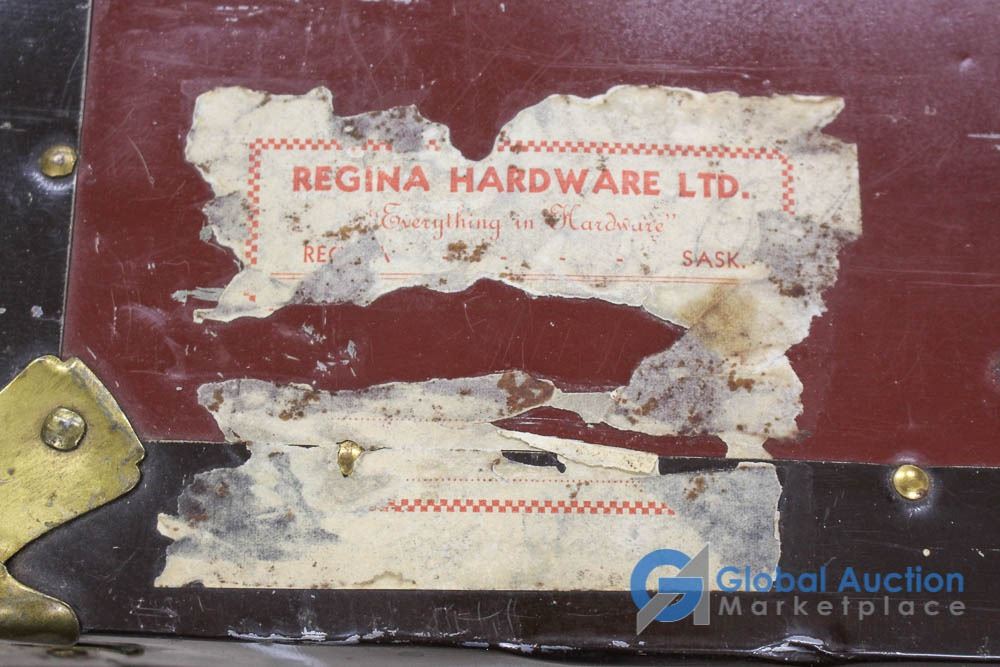 REGINA HARDWARE LTD.
"Everything in Hardware"
- - - SASK.
Global Auction
Marketplace